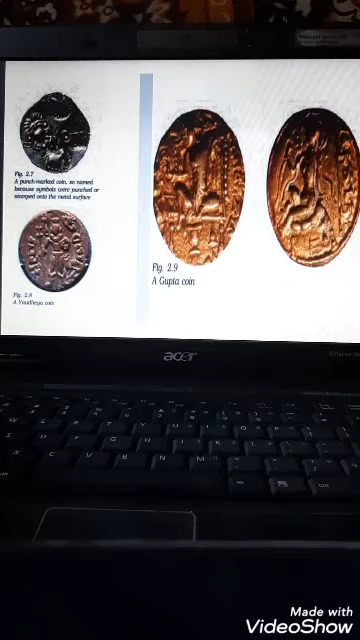 Fig. 2.7
A punch-marked coin, so named
because symbols were punched or
stamped onto the metal surface
Fig. 2.8
A Yaudheya coin
Fig. 2.9
A Gupta coin
acer
Made with
VideoShow